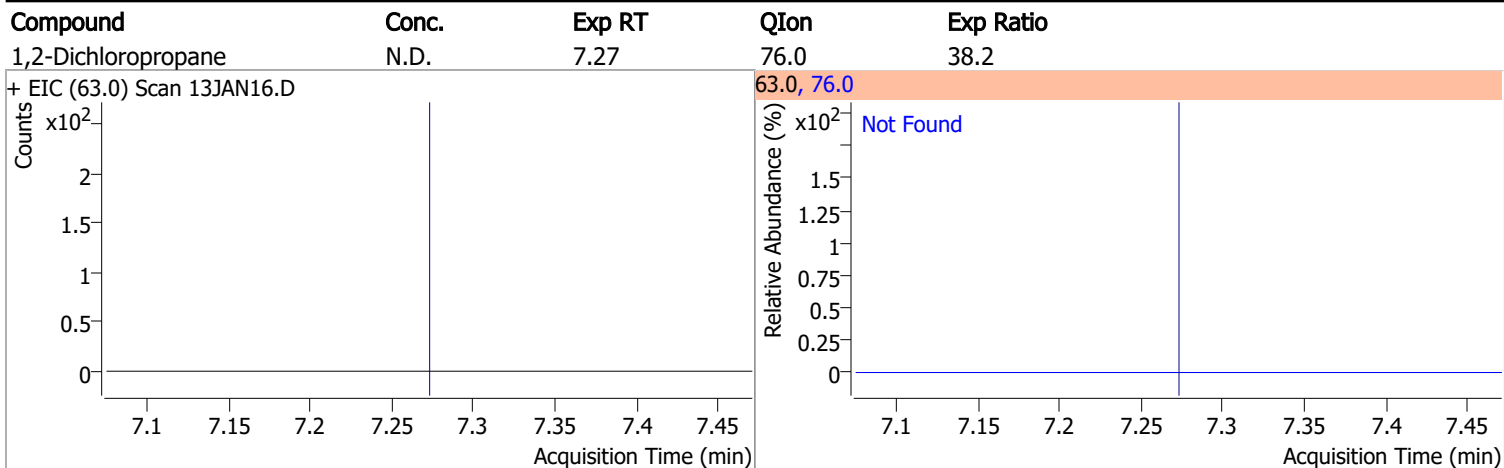 Compound Conc. Exp RT QIon Exp Ratio
1,2-Dichloropropane N.D. 7.27 76.0 38.2
+ EIC (63.0) Scan 13JAN16.D
Counts
x10²
2
1.5
1
0.5
0
7.1 7.15 7.2 7.25 7.3 7.35 7.4 7.45
Acquisition Time (min)
63.0, 76.0
Relative Abundance (%)
x10²
Not Found
1.5
1.25
1
0.75
0.5
0.25
0
7.1 7.15 7.2 7.25 7.3 7.35 7.4 7.45
Acquisition Time (min)